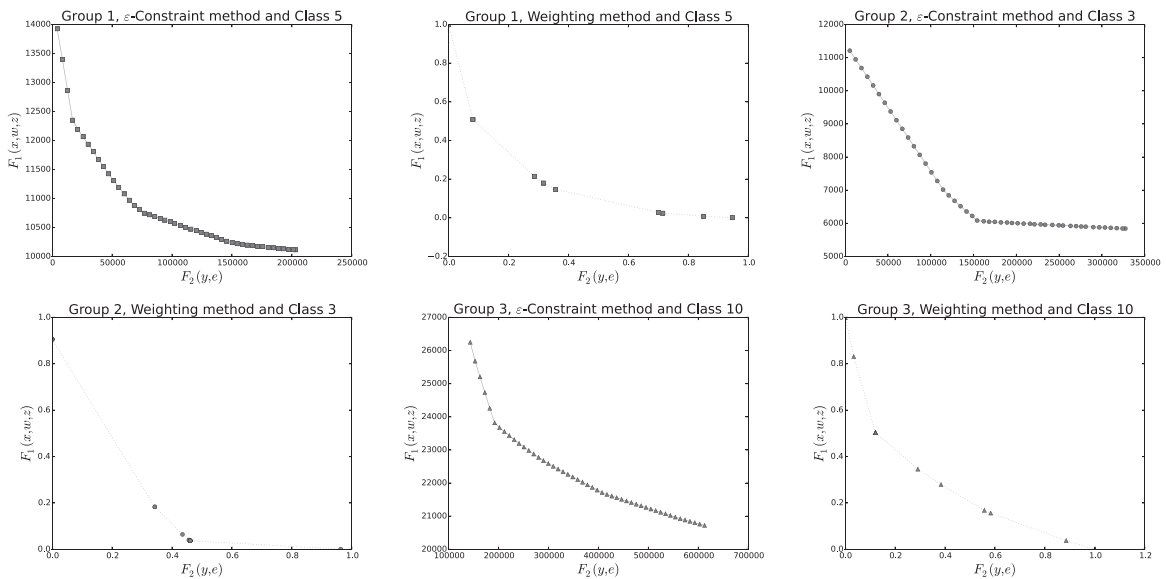 Group 1, ε-Constraint method and Class 5
14000
13500
13000
12500
12000
11500
11000
10500
10000
F₁(x,w,z)
0 50000 100000 150000 200000 250000
F₂(y,e)
Group 1, Weighting method and Class 5
1.0
0.8
0.6
0.4
0.2
0.0
−0.2
F₁(x,w,z)
0.0 0.2 0.4 0.6 0.8 1.0
F₂(y,e)
Group 2, ε-Constraint method and Class 3
12000
11000
10000
9000
8000
7000
6000
5000
F₁(x,w,z)
0 50000 100000 150000 200000 250000 300000 350000
F₂(y,e)
Group 2, Weighting method and Class 3
1.0
0.8
0.6
0.4
0.2
0.0
F₁(x,w,z)
0.0 0.2 0.4 0.6 0.8 1.0
F₂(y,e)
Group 3, ε-Constraint method and Class 10
27000
26000
25000
24000
23000
22000
21000
20000
F₁(x,w,z)
100000 200000 300000 400000 500000 600000 700000
F₂(y,e)
Group 3, Weighting method and Class 10
1.0
0.8
0.6
0.4
0.2
0.0
F₁(x,w,z)
0.0 0.2 0.4 0.6 0.8 1.0 1.2
F₂(y,e)